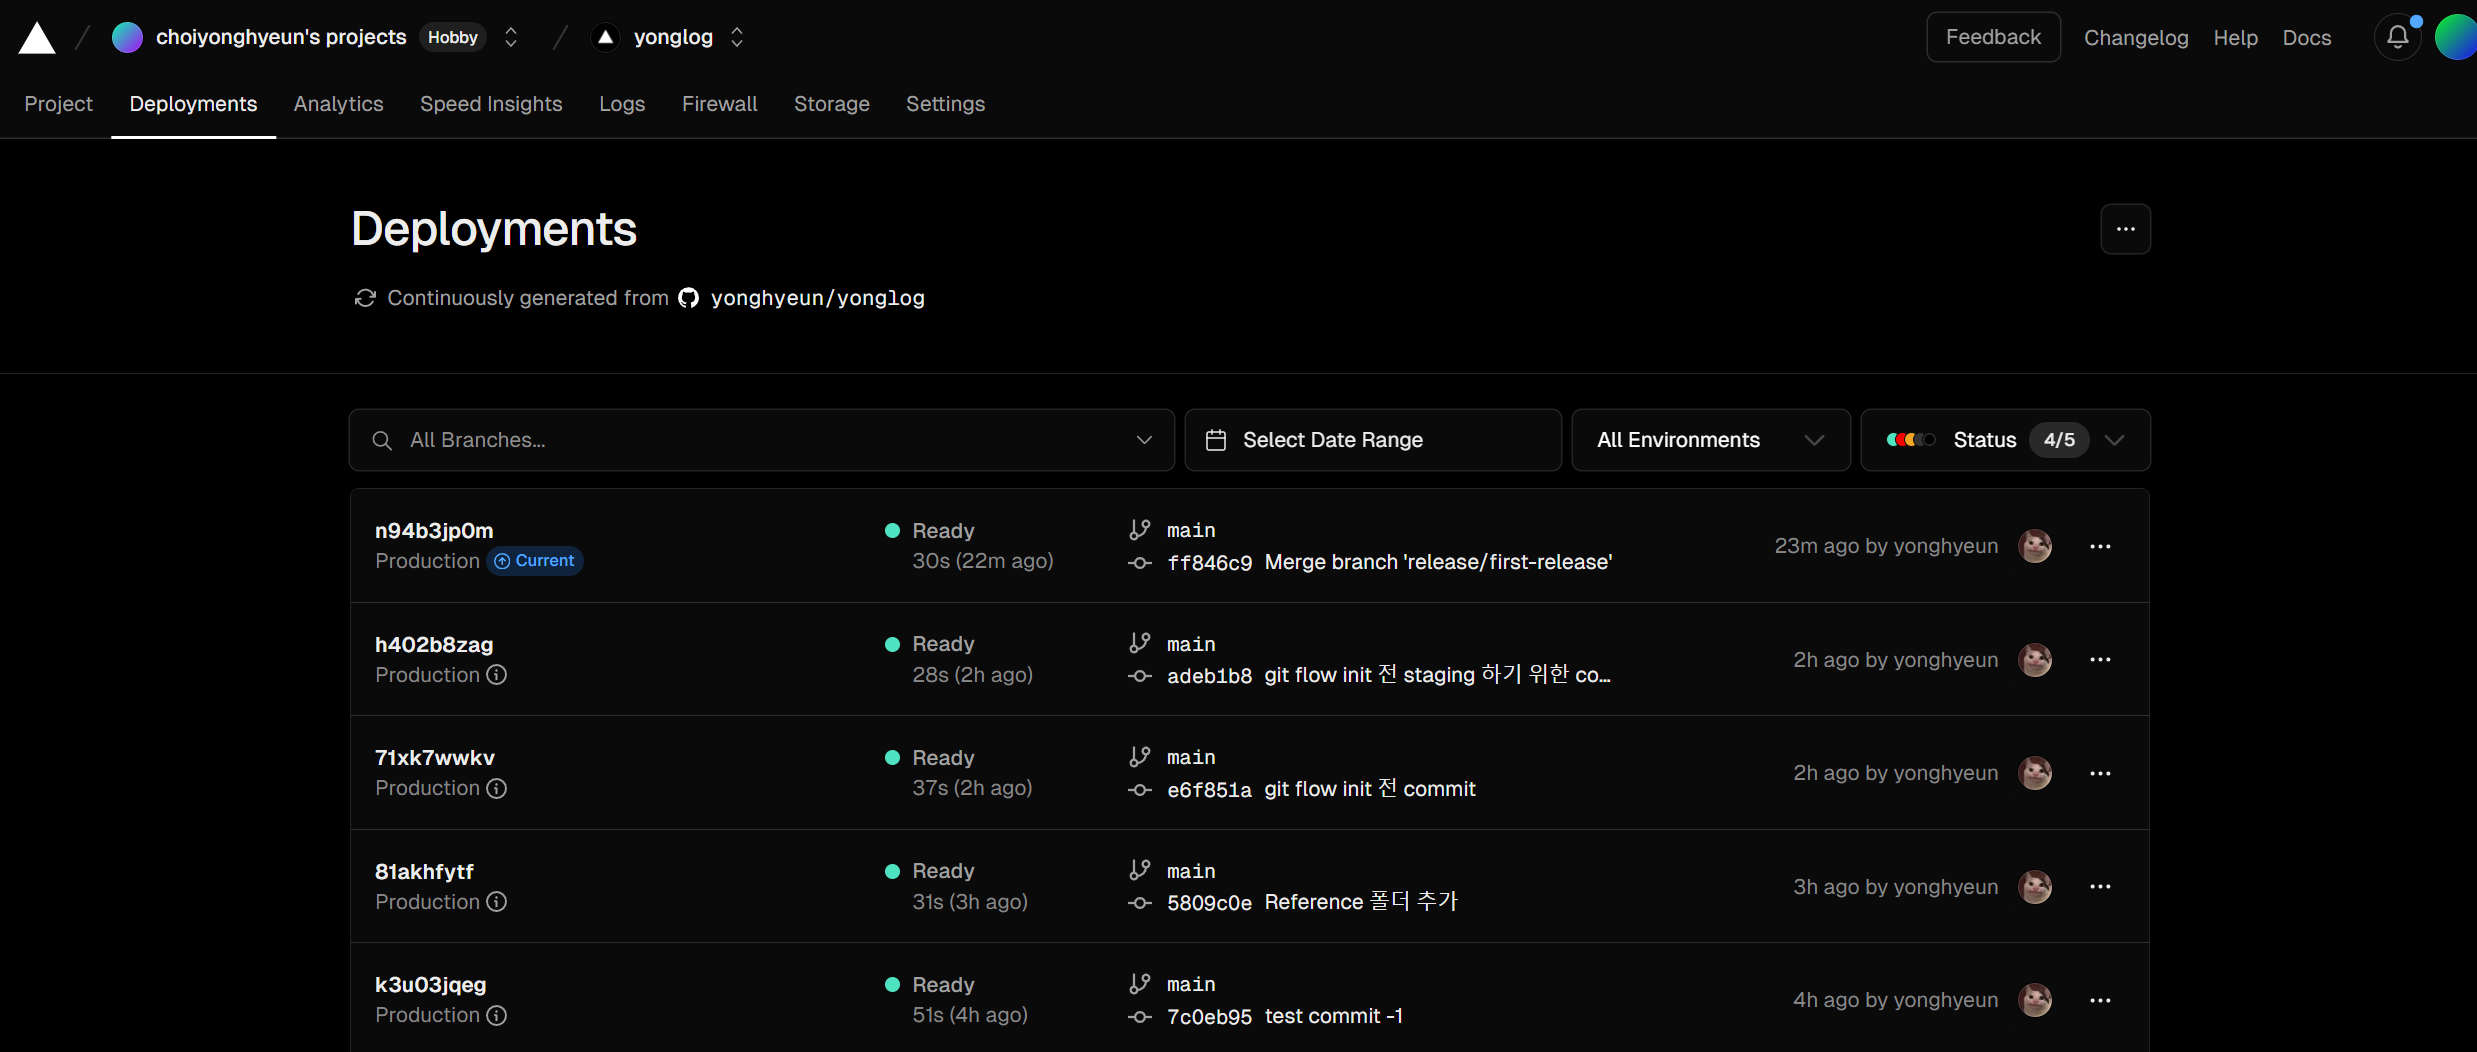 choiyonghyeun's projects Hobby yonglog Feedback Changelog Help Docs
Project Deployments Analytics Speed Insights Logs Firewall Storage Settings
Deployments
Continuously generated from yonghyeun/yonglog
All Branches... Select Date Range All Environments Status 4/5
n94b3jp0m Ready main
Production Current 30s (22m ago) ff846c9 Merge branch 'release/first-release' 23m ago by yonghyeun
h402b8zag Ready main
Production 28s (2h ago) adeb1b8 git flow init 전 staging 하기 위한 co... 2h ago by yonghyeun
71xk7wwkv Ready main
Production 37s (2h ago) e6f851a git flow init 전 commit 2h ago by yonghyeun
81akhfytf Ready main
Production 31s (3h ago) 5809c0e Reference 폴더 추가 3h ago by yonghyeun
k3u03jqeg Ready main
Production 51s (4h ago) 7c0eb95 test commit -1 4h ago by yonghyeun